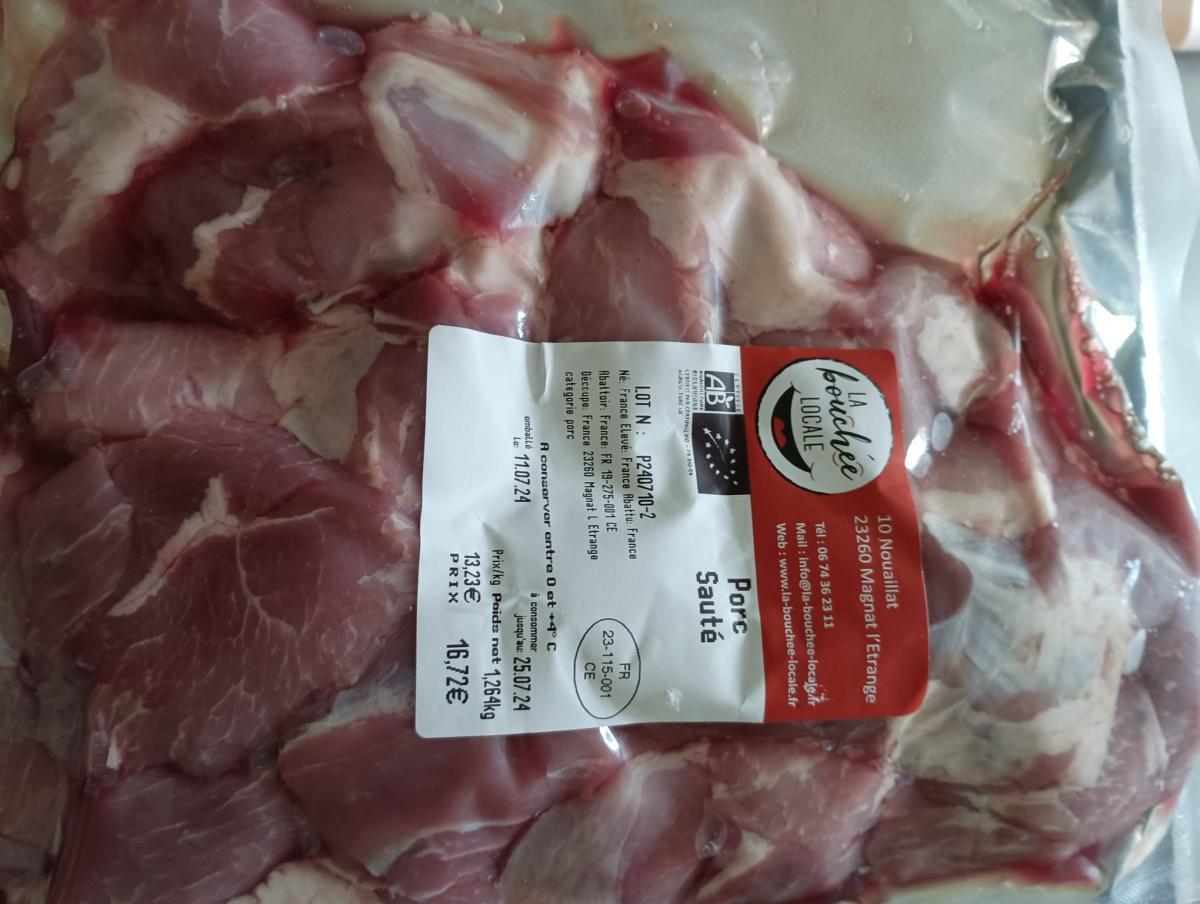 LA
bouchée
LOCALE
10 Nouaillat
23260 Magnat l'Etrange
Tél : 06 74 36 23 11
Mail : info@la-bouchee-locale.fr
Web : www.la-bouchee-locale.fr
AB
Porc
Sauté
LOT N : P240710-2
Né: France Elevé: France Abattu: France
Abattoir: France: FR 19-275-001 CE
Découpe: France 23260 Magnat L Etrange
categorie porc
FR
23-115-001
CE
A conserver entre 0 et +4° C
emballé
Le: 11.07.24
à consommer
jusqu'au: 25.07.24
Prix/kg Poids net 1,264kg
13,23€
PRIX 16,72€